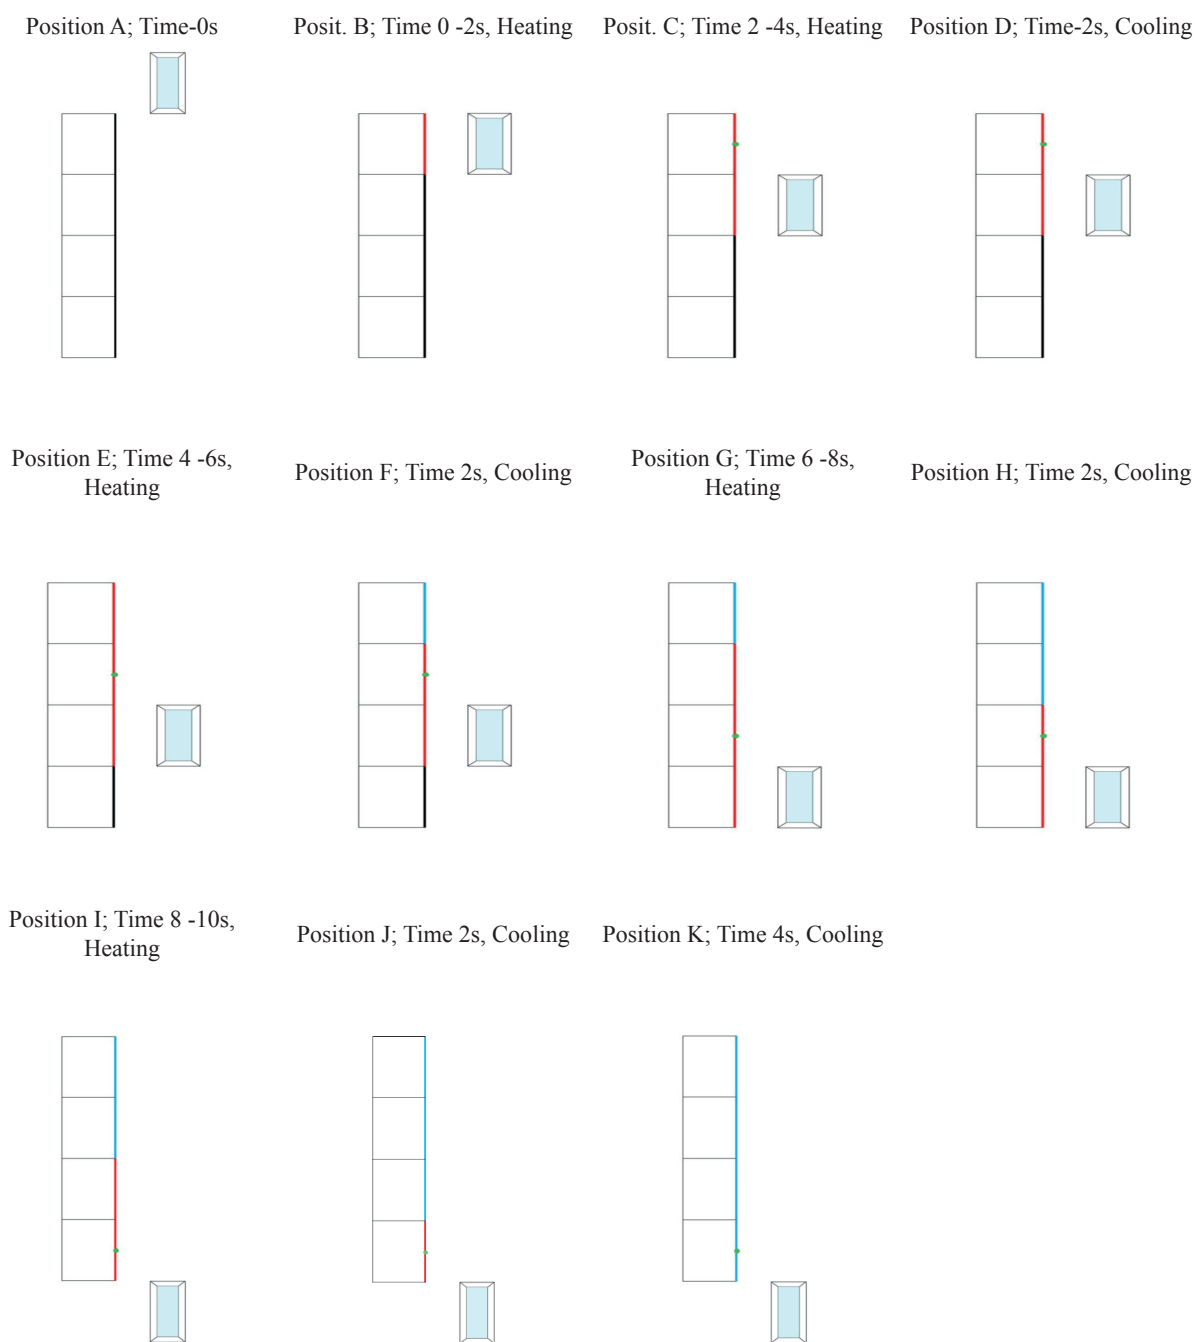 Position A; Time-0s
Posit. B; Time 0 -2s, Heating
Posit. C; Time 2 -4s, Heating
Position D; Time-2s, Cooling
Position E; Time 4 -6s,
Heating
Position F; Time 2s, Cooling
Position G; Time 6 -8s,
Heating
Position H; Time 2s, Cooling
Position I; Time 8 -10s,
Heating
Position J; Time 2s, Cooling
Position K; Time 4s, Cooling